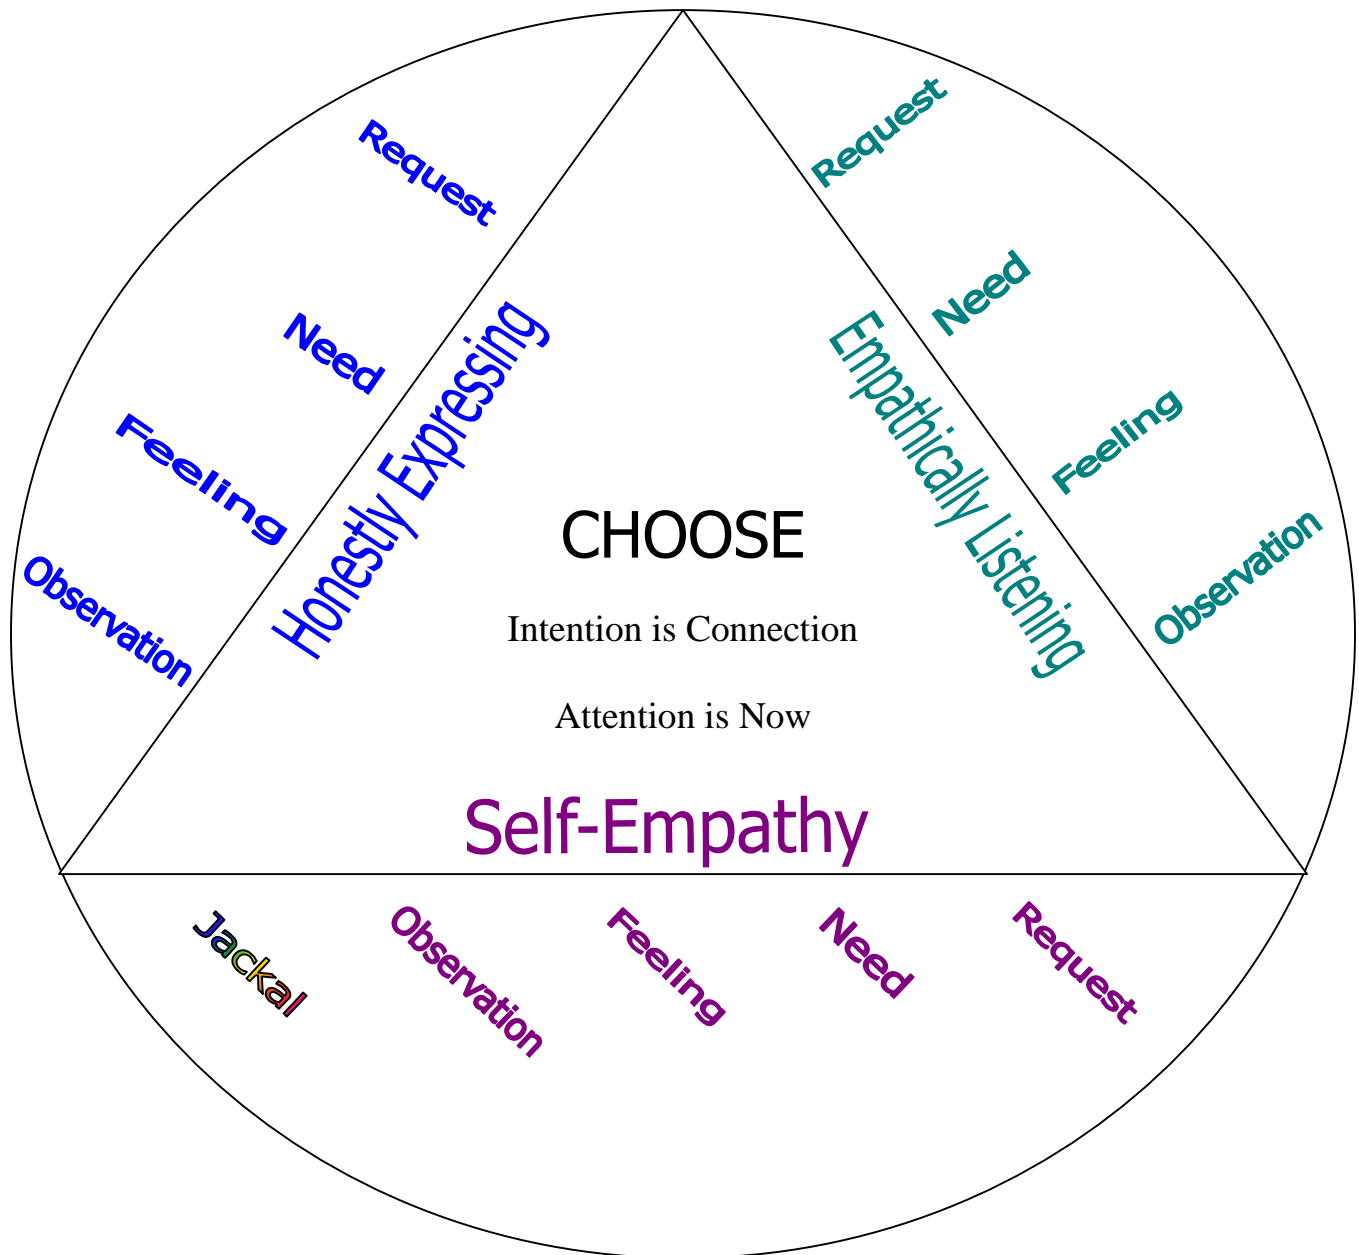 Request
Need
Feeling
Observation
Honestly Expressing
Request
Need
Feeling
Observation
Empathically Listening
CHOOSE
Intention is Connection
Attention is Now
Self-Empathy
Jackal
Observation
Feeling
Need
Request